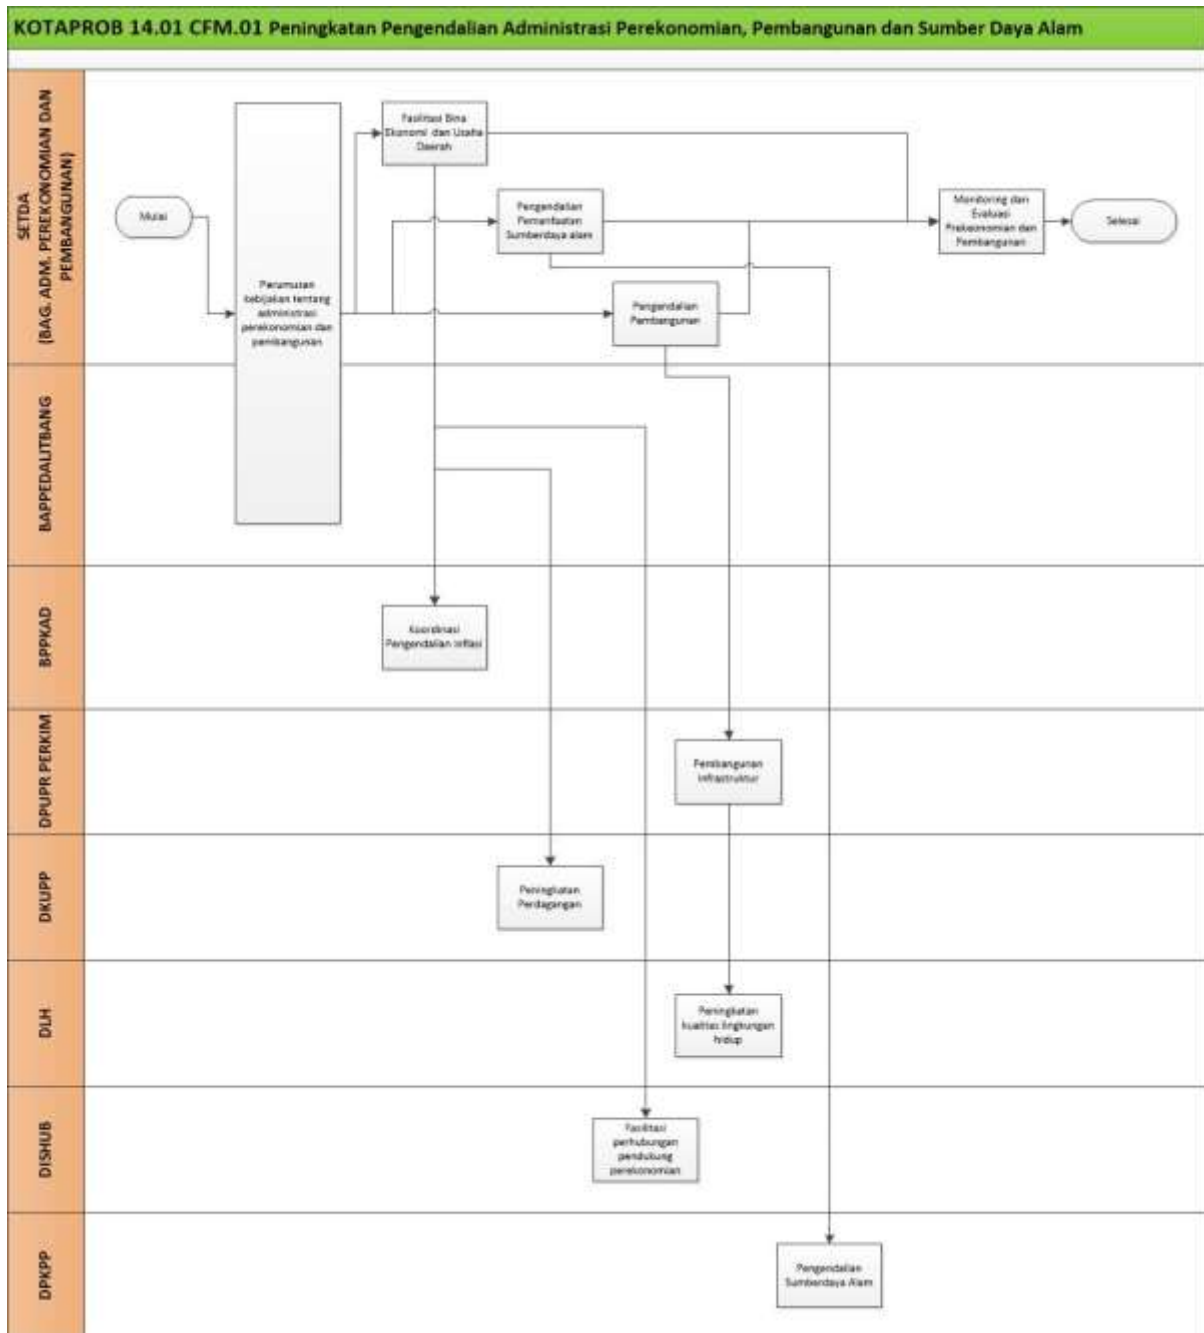 KOTAPROB 14.01 CFM.01 Peningkatan Pengendalian Administrasi Perekonomian, Pembangunan dan Sumber Daya Alam
SETDA
(BAG. ADM. PEREKONOMIAN DAN
PEMBANGUNAN)
Mulai
Perumusan
kebijakan tentang
administrasi
perekonomian dan
pembangunan
Fasilitasi Bina
Ekonomi dan Usaha
Daerah
Pengendalian
Pemanfaatan
Sumberdaya alam
Pengendalian
Pembangunan
Monitoring dan
Evaluasi
Prekeonomian dan
Pembangunan
Selesai
BAPPEDALITBANG
BPPKAD
Koordinasi
Pengendalian Inflasi
DPUPR PERKIM
Pembangunan
Infrastruktur
DKUPP
Peningkatan
Perdagangan
DLH
Peningkatan
kualitas lingkungan
hidup
DISHUB
Fasilitasi
perhubungan
pendukung
perekonomian
DPKPP
Pengendalian
Sumberdaya Alam